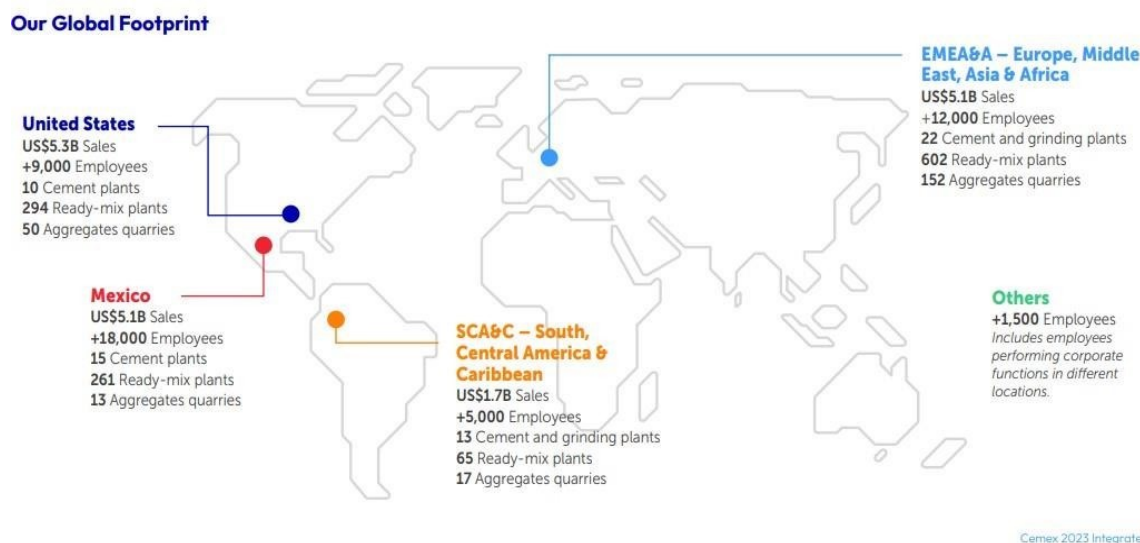 Our Global Footprint
United States
US$5.3B Sales
+9,000 Employees
10 Cement plants
294 Ready-mix plants
50 Aggregates quarries
Mexico
US$5.1B Sales
+18,000 Employees
15 Cement plants
261 Ready-mix plants
13 Aggregates quarries
SCA&C – South,
Central America &
Caribbean
US$1.7B Sales
+5,000 Employees
13 Cement and grinding plants
65 Ready-mix plants
17 Aggregates quarries
EMEA&A – Europe, Middle
East, Asia & Africa
US$5.1B Sales
+12,000 Employees
22 Cement and grinding plants
602 Ready-mix plants
152 Aggregates quarries
Others
+1,500 Employees
Includes employees
performing corporate
functions in different
locations.
Cemex 2023 Integrate